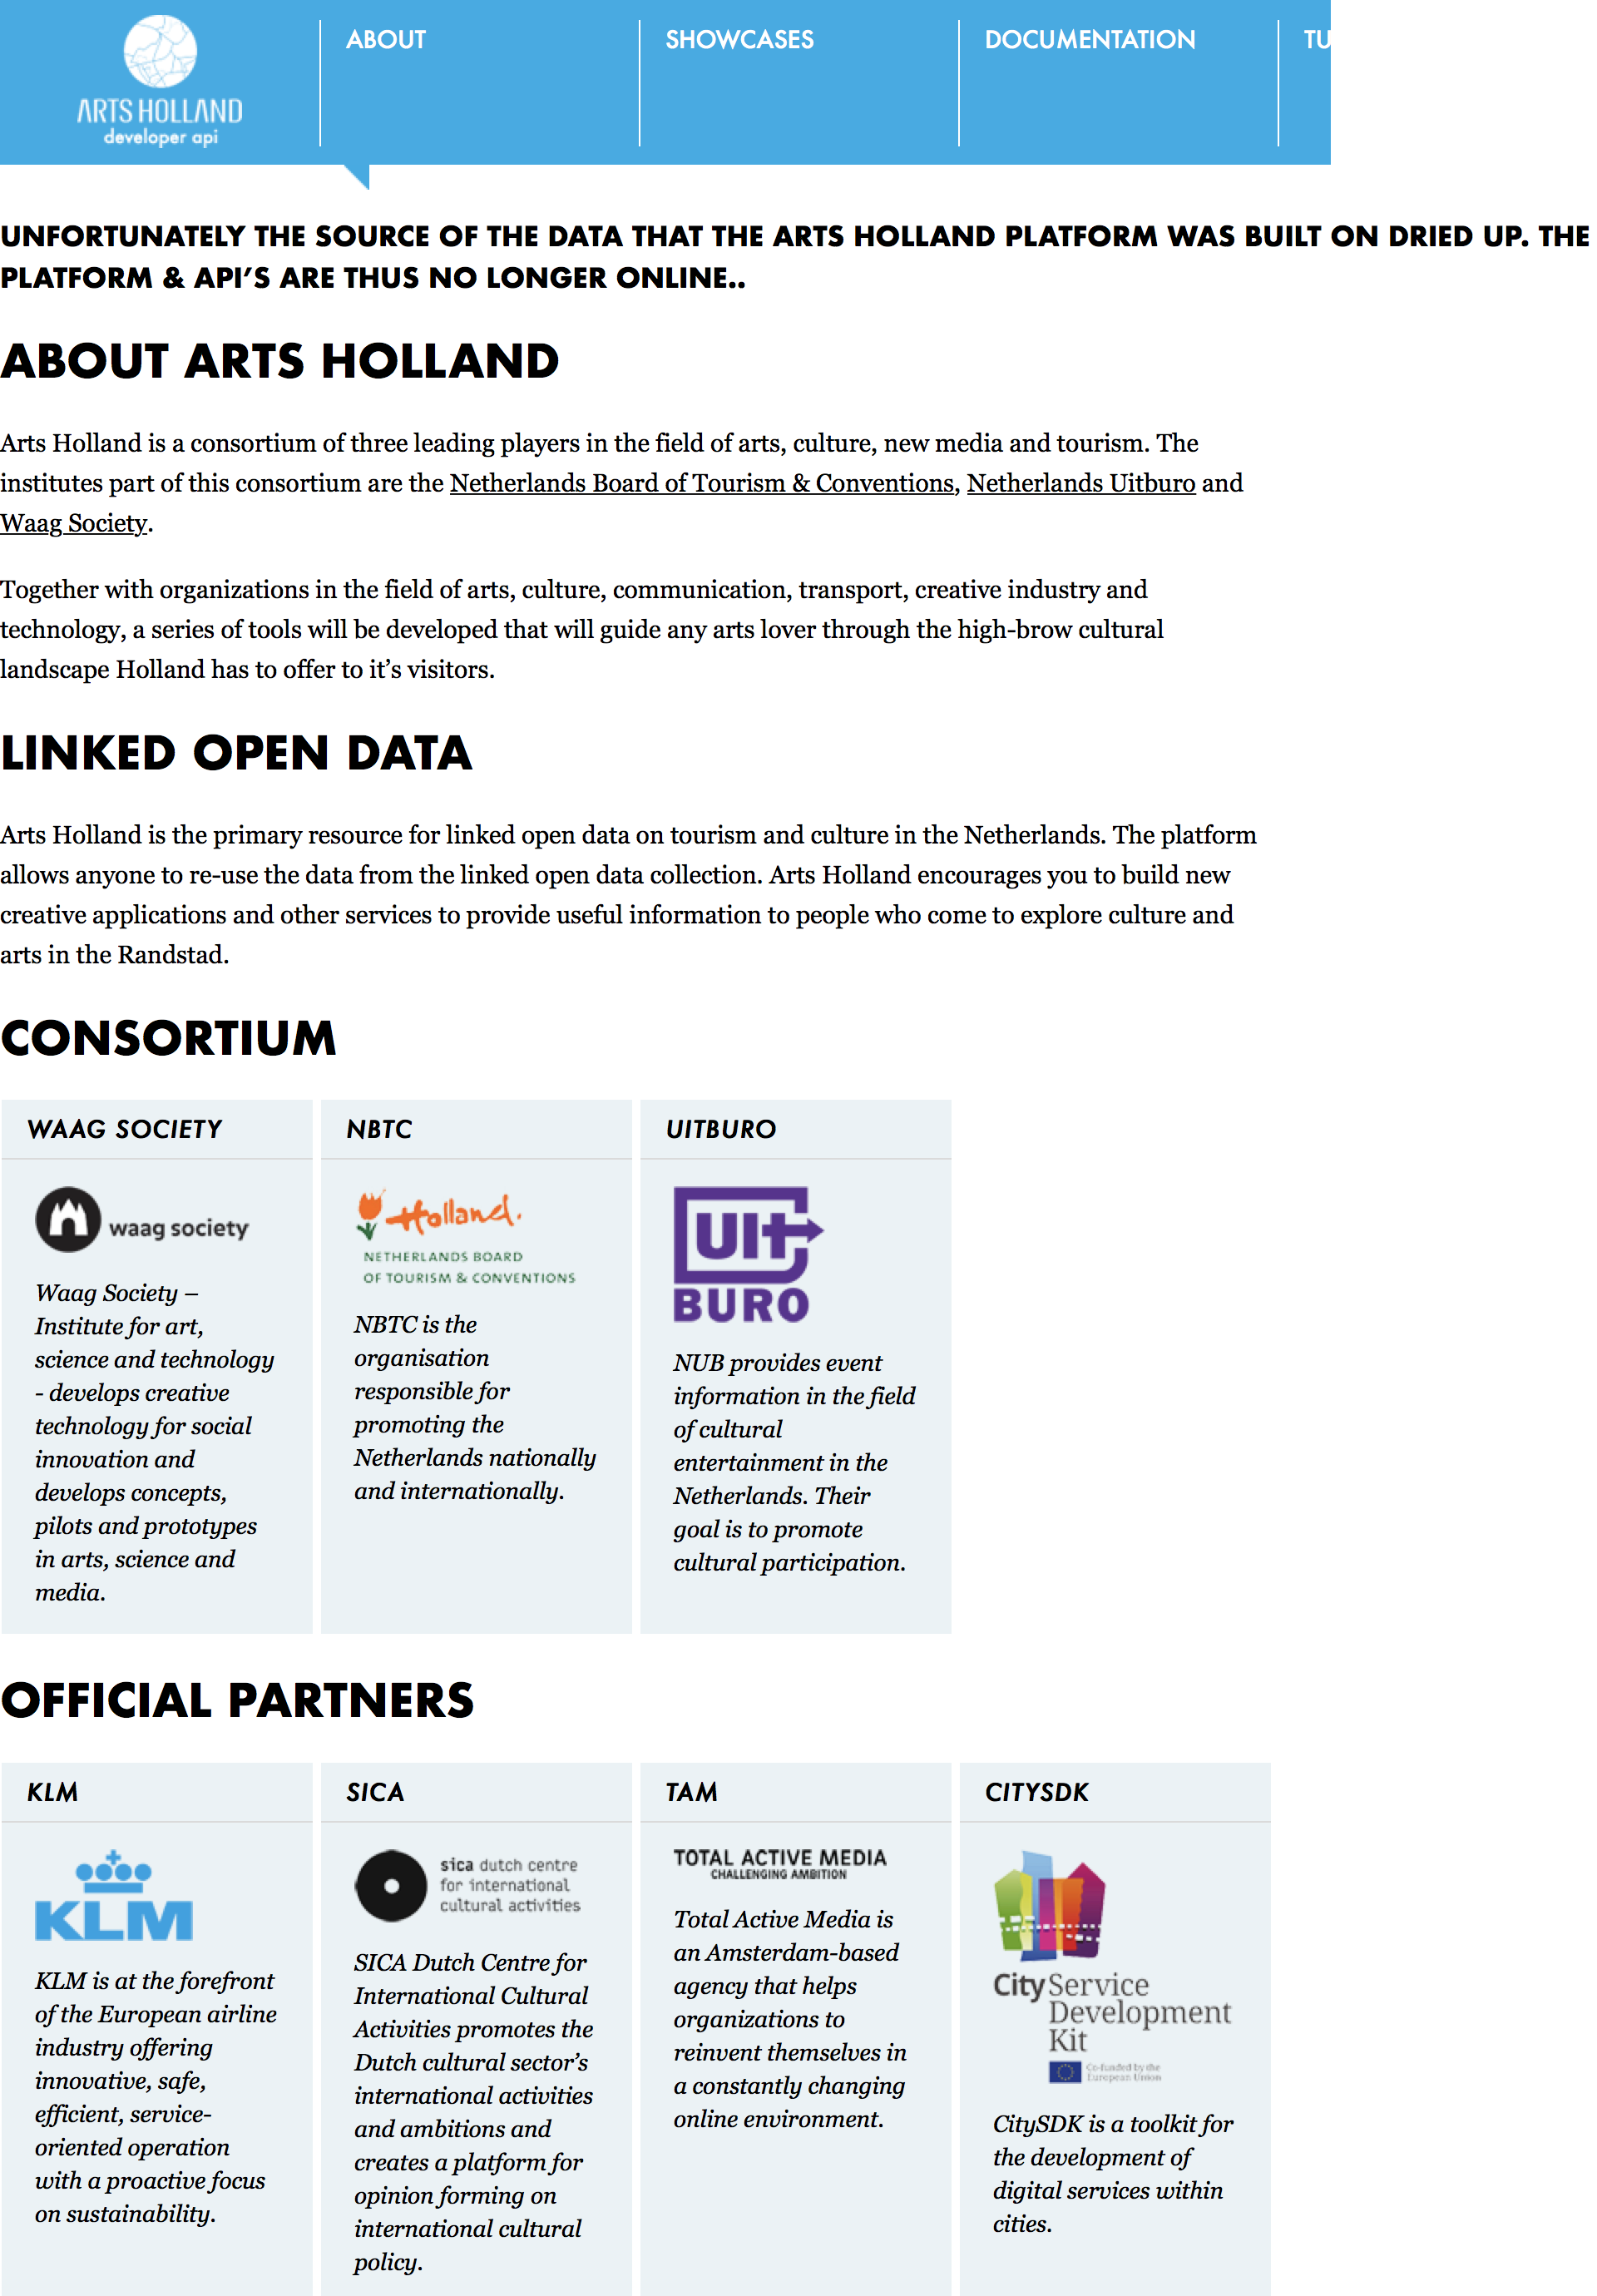 ARTS HOLLAND
developer api
ABOUT
SHOWCASES
DOCUMENTATION
TU
UNFORTUNATELY THE SOURCE OF THE DATA THAT THE ARTS HOLLAND PLATFORM WAS BUILT ON DRIED UP. THE
PLATFORM & API’S ARE THUS NO LONGER ONLINE..
ABOUT ARTS HOLLAND
Arts Holland is a consortium of three leading players in the field of arts, culture, new media and tourism. The
institutes part of this consortium are the Netherlands Board of Tourism & Conventions, Netherlands Uitburo and
Waag Society.
Together with organizations in the field of arts, culture, communication, transport, creative industry and
technology, a series of tools will be developed that will guide any arts lover through the high-brow cultural
landscape Holland has to offer to it’s visitors.
LINKED OPEN DATA
Arts Holland is the primary resource for linked open data on tourism and culture in the Netherlands. The platform
allows anyone to re-use the data from the linked open data collection. Arts Holland encourages you to build new
creative applications and other services to provide useful information to people who come to explore culture and
arts in the Randstad.
CONSORTIUM
WAAG SOCIETY
waag society
Waag Society –
Institute for art,
science and technology
- develops creative
technology for social
innovation and
develops concepts,
pilots and prototypes
in arts, science and
media.
NBTC
Holland.
NETHERLANDS BOARD
OF TOURISM & CONVENTIONS
NBTC is the
organisation
responsible for
promoting the
Netherlands nationally
and internationally.
UITBURO
UIt
BURO
NUB provides event
information in the field
of cultural
entertainment in the
Netherlands. Their
goal is to promote
cultural participation.
OFFICIAL PARTNERS
KLM
KLM
KLM is at the forefront
of the European airline
industry offering
innovative, safe,
efficient, service-
oriented operation
with a proactive focus
on sustainability.
SICA
sica dutch centre
for international
cultural activities
SICA Dutch Centre for
International Cultural
Activities promotes the
Dutch cultural sector’s
international activities
and ambitions and
creates a platform for
opinion forming on
international cultural
policy.
TAM
TOTAL ACTIVE MEDIA
CHALLENGING AMBITION
Total Active Media is
an Amsterdam-based
agency that helps
organizations to
reinvent themselves in
a constantly changing
online environment.
CITYSDK
City Service
Development
Kit
Co-funded by the
European Union
CitySDK is a toolkit for
the development of
digital services within
cities.